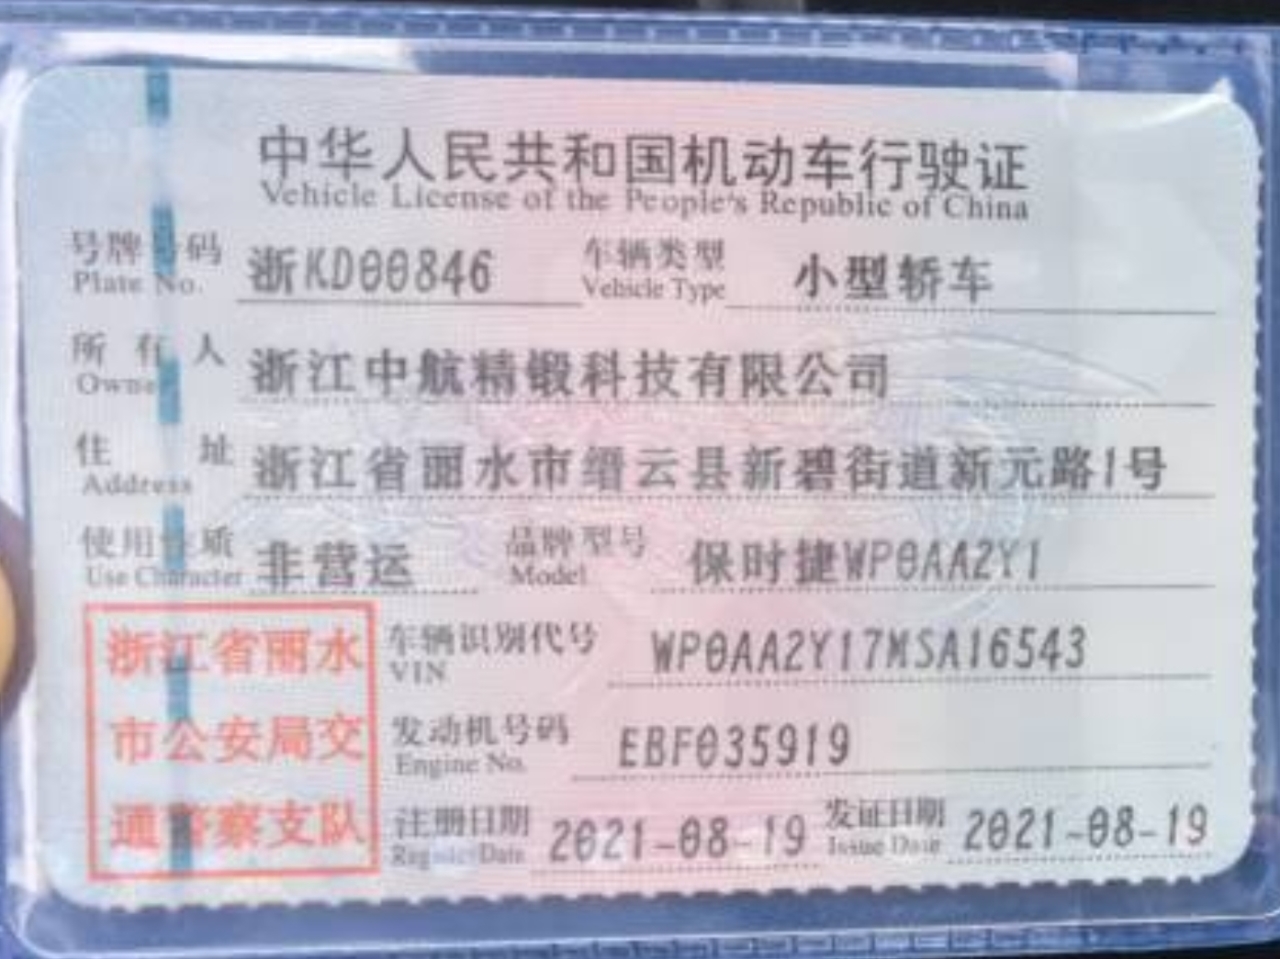 中华人民共和国机动车行驶证
Vehicle License of the People's Republic of China
号牌号码 浙KD00846 车辆类型 小型轿车
Plate No. Vehicle Type
所有人 浙江中航精锻科技有限公司
Owner
住址 浙江省丽水市缙云县新碧街道新元路1号
Address
使用性质 非营运 品牌型号 保时捷WP0AA2Y1
Use Character Model
浙江省丽水
市公安局交
通警察支队
车辆识别代号 WP0AA2Y17MSA16543
VIN
发动机号码 EBF035919
Engine No.
注册日期 2021-08-19 发证日期 2021-08-19
Register Date Issue Date